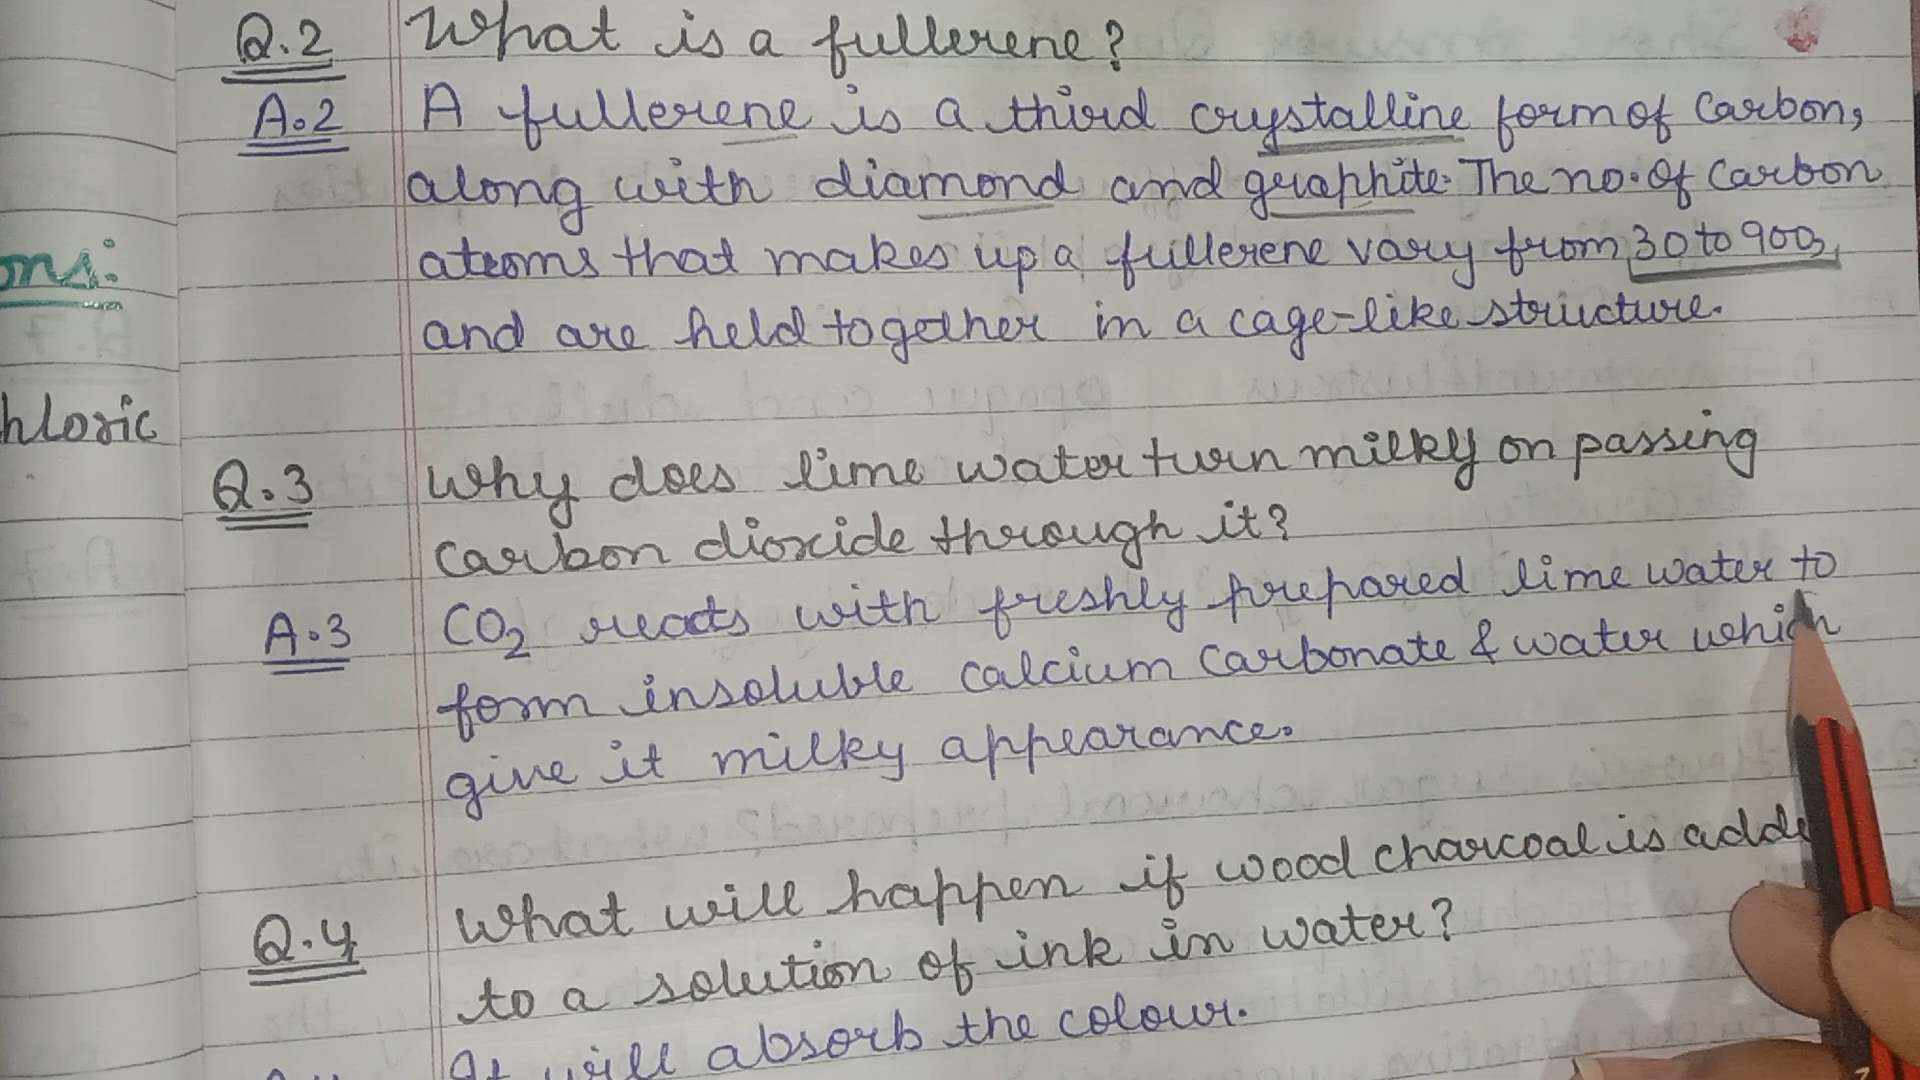 Q.2 What is a fullerene?
A.2 A fullerene is a third crystalline form of Carbon,
along with diamond and graphite. The no. of Carbon
atoms that makes up a fullerene vary from 30 to 900,
and are held together in a cage-like structure.
ons:
hloric
Q.3 Why does lime water turn milky on passing
Carbon dioxide through it?
A.3 CO2 reacts with freshly prepared lime water to
form insoluble calcium Carbonate & water which
give it milky appearance.
Q.4 What will happen if wood charcoal is adde
to a solution of ink in water?
It will absorb the colour.